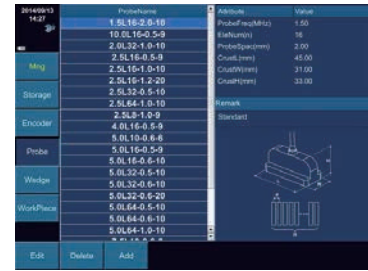 2014/09/13
14:27
Mng
Storage
Encoder
Probe
Wedge
WorkPiece
ProbeName
1.5L16-2.0-10
10.0L16-0.5-9
2.0L32-1.0-10
2.5L16-0.5-9
2.5L16-1.0-10
2.5L16-1.2-20
2.5L32-0.5-10
2.5L64-1.0-10
2.5L8-1.0-9
4.0L16-0.5-9
5.0L10-0.6-6
5.0L16-0.5-9
5.0L16-0.6-10
5.0L32-0.5-10
5.0L32-0.6-10
5.0L32-0.6-20
5.0L64-0.5-10
5.0L64-0.6-10
5.0L64-1.0-10
Attribute Value
ProbeFreq(MHz) 1.50
EleNum(n) 16
ProbeSpac(mm) 2.00
CrustL(mm) 45.00
CrustW(mm) 31.00
CrustH(mm) 33.00
Remark
Standard
Edit Delete Add